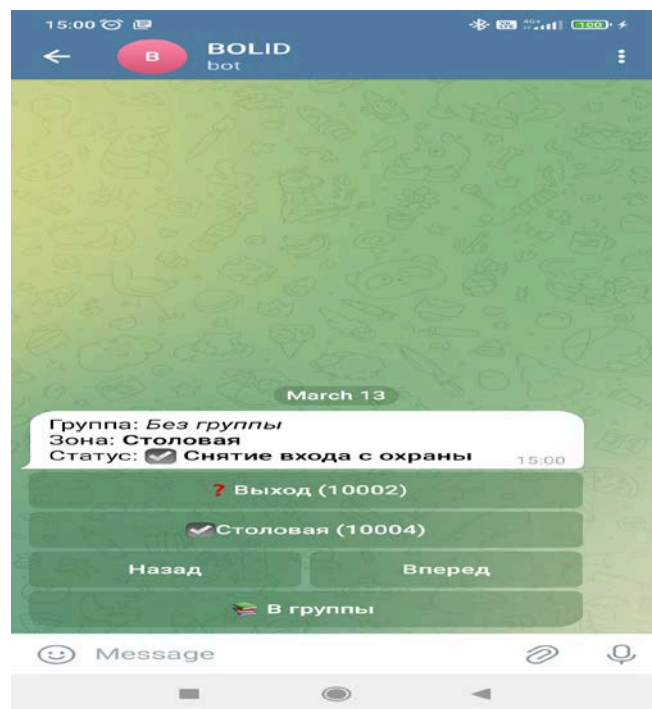 15:00
100
BOLID
bot
March 13
Группа: Без группы
Зона: Столовая
Статус: Снятие входа с охраны
15:00
Выход (10002)
Столовая (10004)
Назад Вперед
В группы
Message